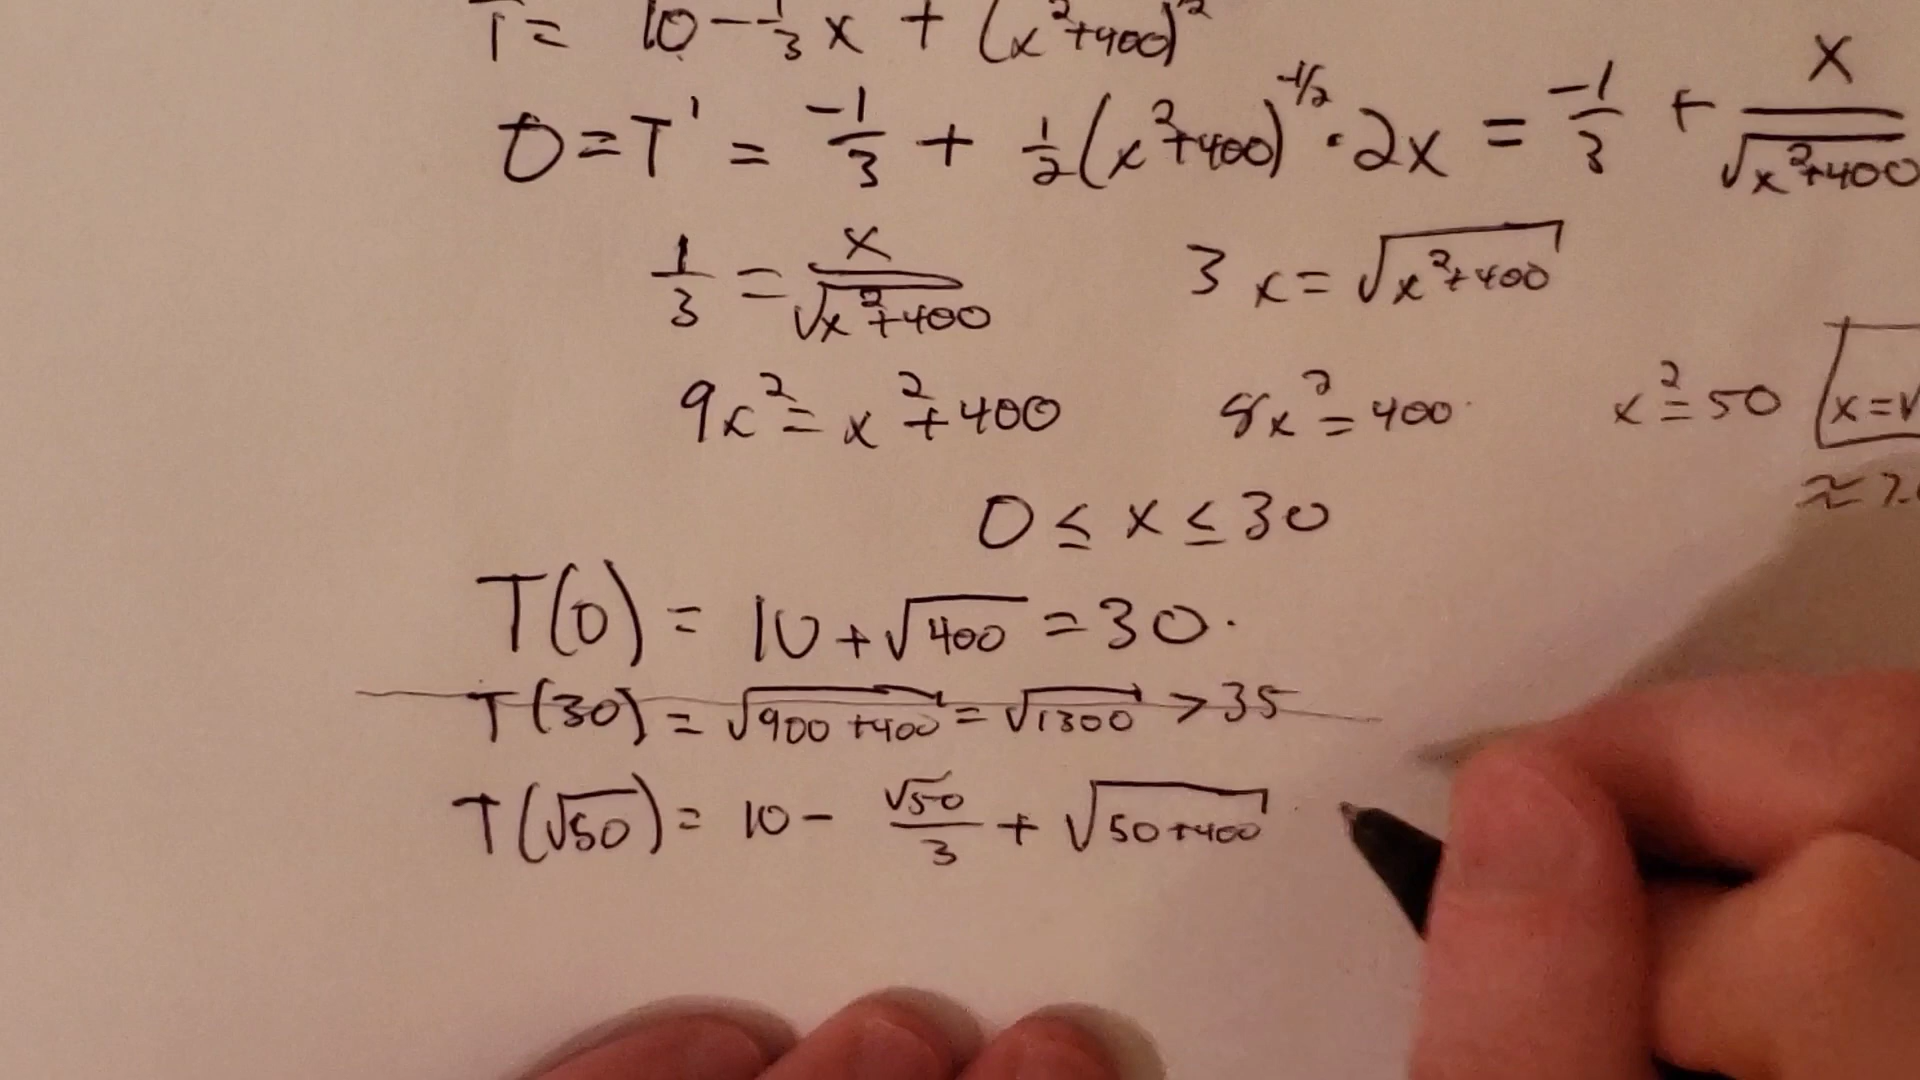 T = 10 - 1/3 x + (x²+400)^½
0 = T' = -1/3 + 1/2 (x²+400)^-1/2 · 2x = -1/3 + x/√(x²+400)
1/3 = x/√(x²+400) 3x = √(x²+400)
9x² = x²+400 8x² = 400 x² = 50 x = √
≈ 7.
0 ≤ x ≤ 30
T(0) = 10 + √400 = 30.
T(30) = √(900+400) = √1300 > 35
T(√50) = 10 - √50/3 + √(50+400)